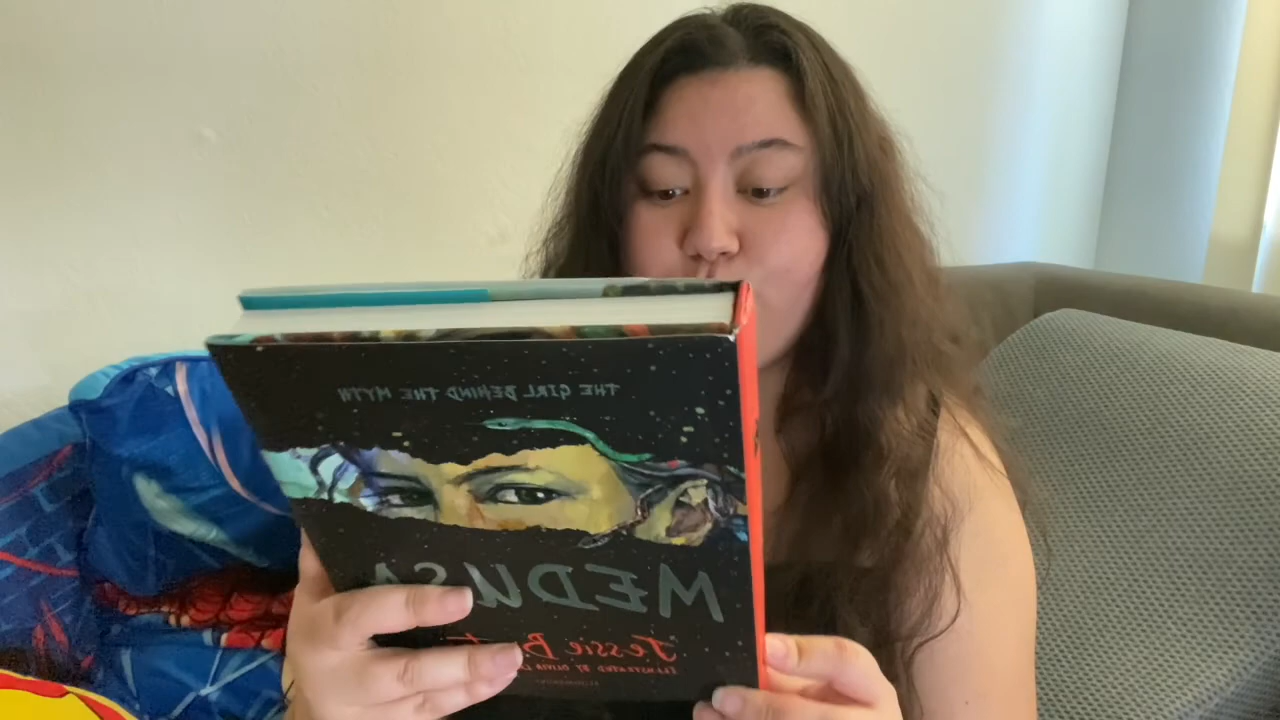 THE GIRL BEHIND THE MYTH
MEDUSA
Jessie
ILLUSTRATED BY OLIVIA